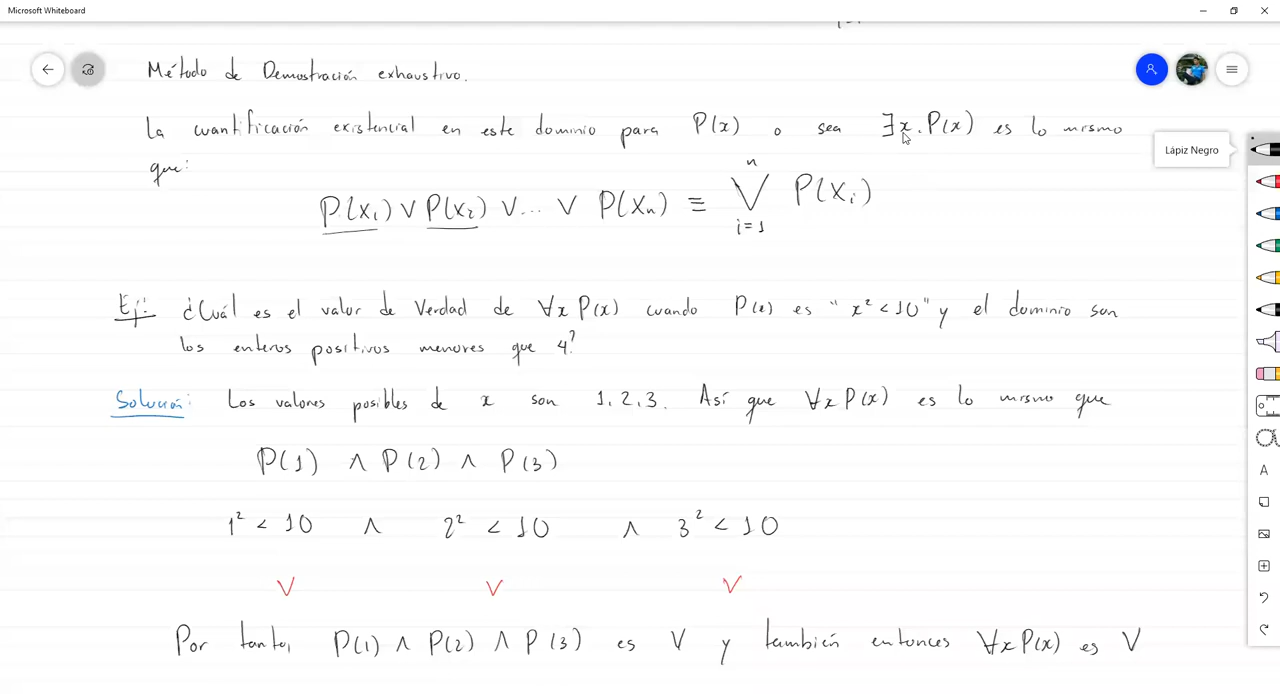 Microsoft Whiteboard
Método de Demostración exhaustivo.
La cuantificación existencial en este dominio para P(x) o sea ∃x.P(x) es lo mismo
que:
P(x₁) ∨ P(x₂) ∨ ... ∨ P(xₙ) ≡ ⋁ⁿᵢ₌₁ P(xᵢ)
Lápiz Negro
Ej: ¿Cuál es el valor de Verdad de ∀x P(x) cuando P(x) es "x² < 10" y el dominio son
los enteros positivos menores que 4?
Solución: Los valores posibles de x son 1, 2, 3. Así que ∀x P(x) es lo mismo que
P(1) ∧ P(2) ∧ P(3)
1² < 10 ∧ 2² < 10 ∧ 3² < 10
V V V
Por tanto, P(1) ∧ P(2) ∧ P(3) es V y también entonces ∀x P(x) es V